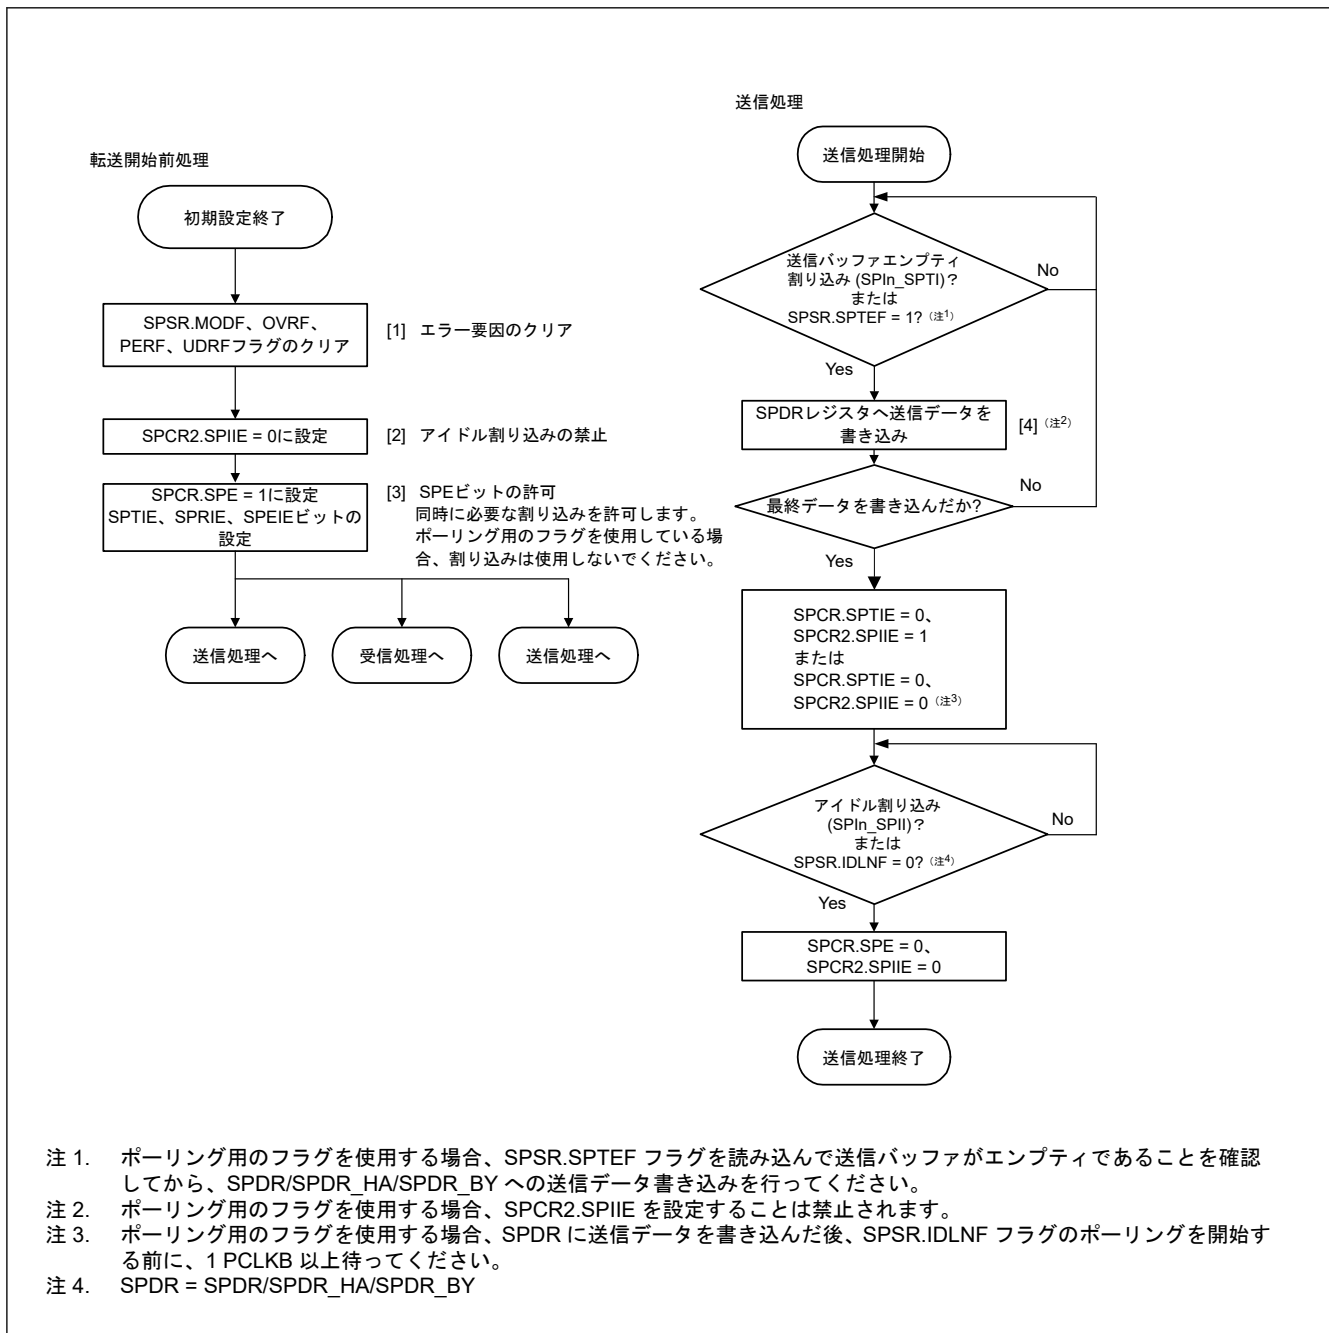 転送開始前処理
初期設定終了
SPSR.MODF、OVRF、
PERF、UDRFフラグのクリア
[1] エラー要因のクリア
SPCR2.SPIIE = 0に設定
[2] アイドル割り込みの禁止
SPCR.SPE = 1に設定
SPTIE、SPRIE、SPEIEビットの
設定
[3] SPEビットの許可
同時に必要な割り込みを許可します。
ポーリング用のフラグを使用している場
合、割り込みは使用しないでください。
送信処理へ
受信処理へ
送信処理へ
送信処理
送信処理開始
送信バッファエンプティ
割り込み (SPIn_SPTI)？
または
SPSR.SPTEF = 1? (注1)
No
Yes
SPDRレジスタへ送信データを
書き込み
[4] (注2)
最終データを書き込んだか?
No
Yes
SPCR.SPTIE = 0、
SPCR2.SPIIE = 1
または
SPCR.SPTIE = 0、
SPCR2.SPIIE = 0 (注3)
アイドル割り込み
(SPIn_SPII)？
または
SPSR.IDLNF = 0? (注4)
No
Yes
SPCR.SPE = 0、
SPCR2.SPIIE = 0
送信処理終了
注 1. ポーリング用のフラグを使用する場合、SPSR.SPTEF フラグを読み込んで送信バッファがエンプティであることを確認
してから、SPDR/SPDR_HA/SPDR_BY への送信データ書き込みを行ってください。
注 2. ポーリング用のフラグを使用する場合、SPCR2.SPIIE を設定することは禁止されます。
注 3. ポーリング用のフラグを使用する場合、SPDR に送信データを書き込んだ後、SPSR.IDLNF フラグのポーリングを開始す
る前に、1 PCLKB 以上待ってください。
注 4. SPDR = SPDR/SPDR_HA/SPDR_BY